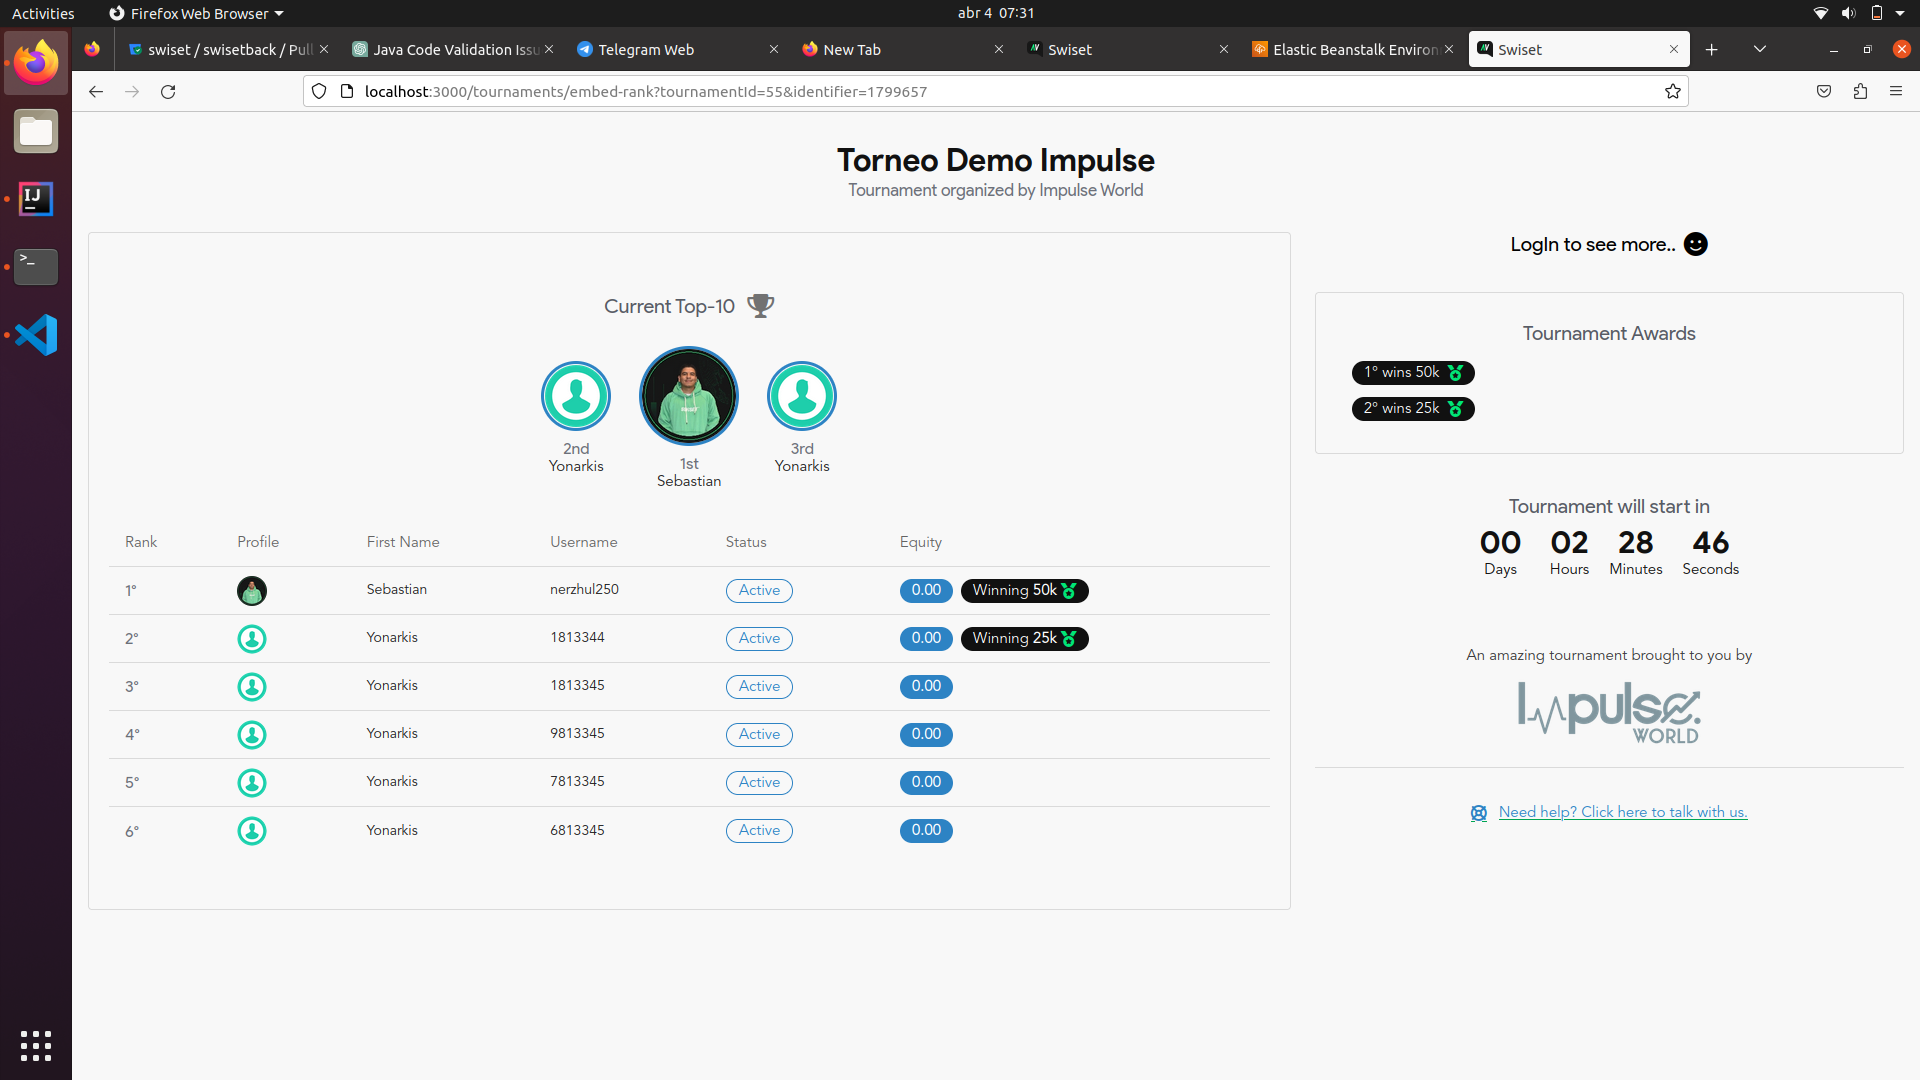 Activities Firefox Web Browser abr 4 07:31
swiset / swisetback / Pull Java Code Validation Issu Telegram Web New Tab Swiset Elastic Beanstalk Environ Swiset
localhost:3000/tournaments/embed-rank?tournamentId=55&identifier=1799657
Torneo Demo Impulse
Tournament organized by Impulse World
Current Top-10
2nd
Yonarkis
1st
Sebastian
3rd
Yonarkis
Rank Profile First Name Username Status Equity
1° Sebastian nerzhul250 Active 0.00 Winning 50k
2° Yonarkis 1813344 Active 0.00 Winning 25k
3° Yonarkis 1813345 Active 0.00
4° Yonarkis 9813345 Active 0.00
5° Yonarkis 7813345 Active 0.00
6° Yonarkis 6813345 Active 0.00
LogIn to see more..
Tournament Awards
1° wins 50k
2° wins 25k
Tournament will start in
00 02 28 46
Days Hours Minutes Seconds
An amazing tournament brought to you by
Impulse.
WORLD
Need help? Click here to talk with us.